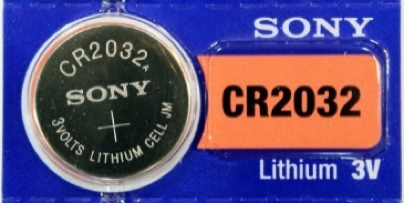 CR2032 A
SONY
+
3VOLTS LITHIUM CELL JM
SONY
CR2032
Lithium 3V